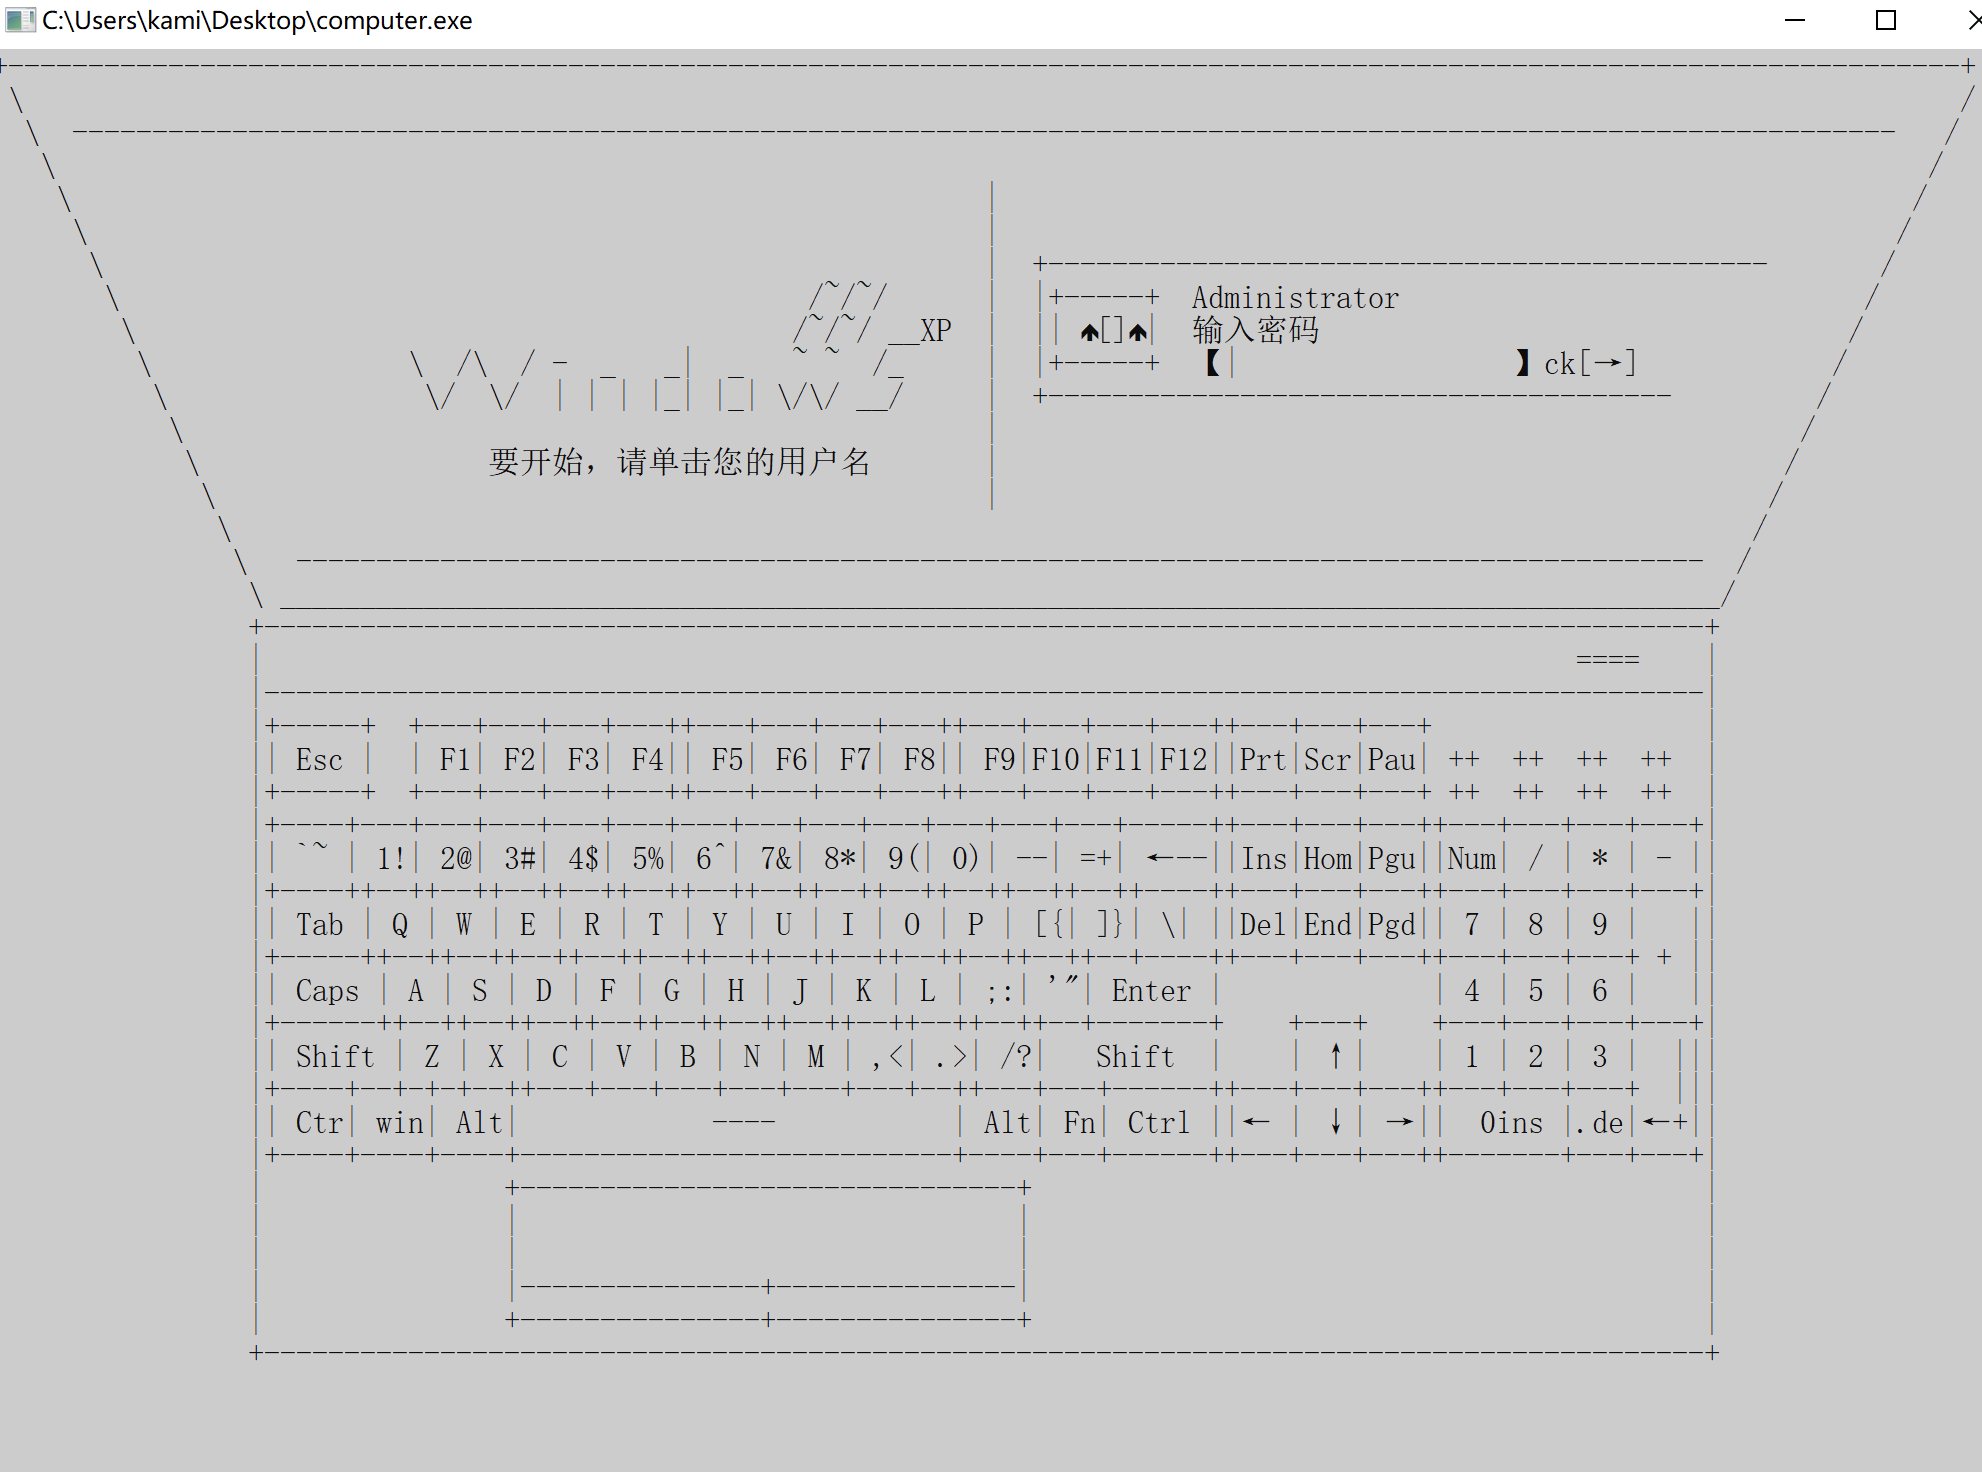 C:\Users\kami\Desktop\computer.exe
Administrator
XP
输入密码
【| 】ck[→]
要开始，请单击您的用户名
====
Esc | F1| F2| F3| F4|| F5| F6| F7| F8|| F9|F10|F11|F12||Prt|Scr|Pau| ++ ++ ++ ++
++ ++ ++ ++
`~ | 1!| 2@| 3#| 4$| 5%| 6^| 7&| 8*| 9(| 0)| --| =+| ←--||Ins|Hom|Pgu||Num| / | * | -
Tab | Q | W | E | R | T | Y | U | I | O | P | [{| ]}| \| ||Del|End|Pgd|| 7 | 8 | 9 |
+
Caps | A | S | D | F | G | H | J | K | L | ;:| '"| Enter | | 4 | 5 | 6 |
Shift | Z | X | C | V | B | N | M | ,<| .>| /?| Shift | | ↑| | 1 | 2 | 3 |
Ctr| win| Alt| ---- | Alt| Fn| Ctrl ||← | ↓| →|| 0ins |.de|←+|